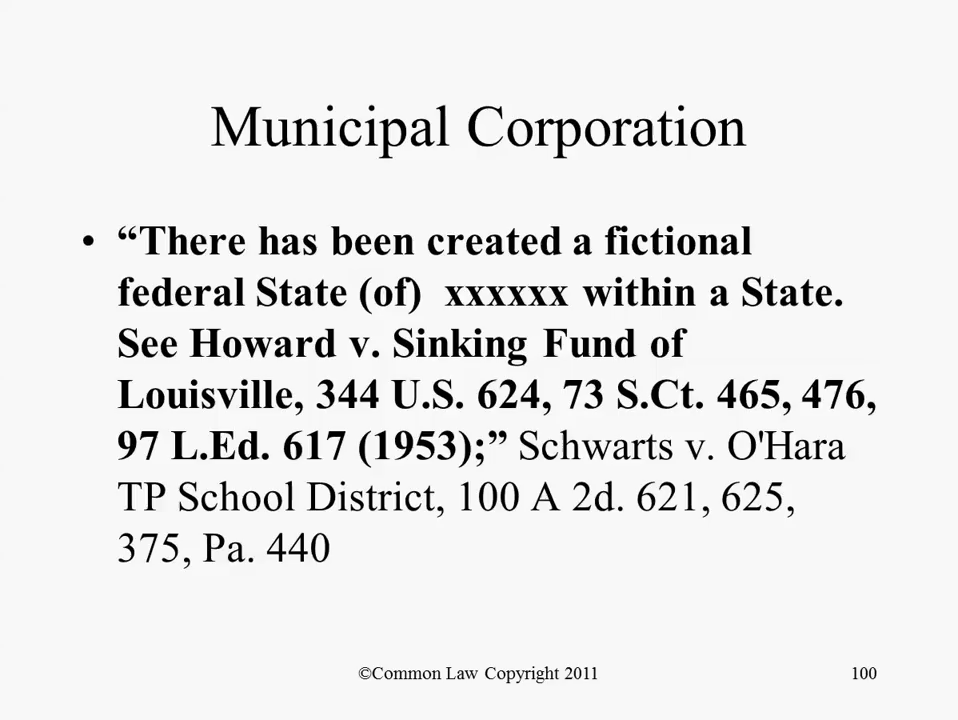 Municipal Corporation
• “There has been created a fictional
federal State (of)  xxxxxx within a State.
See Howard v. Sinking Fund of
Louisville, 344 U.S. 624, 73 S.Ct. 465, 476,
97 L.Ed. 617 (1953);” Schwarts v. O'Hara
TP School District, 100 A 2d. 621, 625,
375, Pa. 440
©Common Law Copyright 2011
100